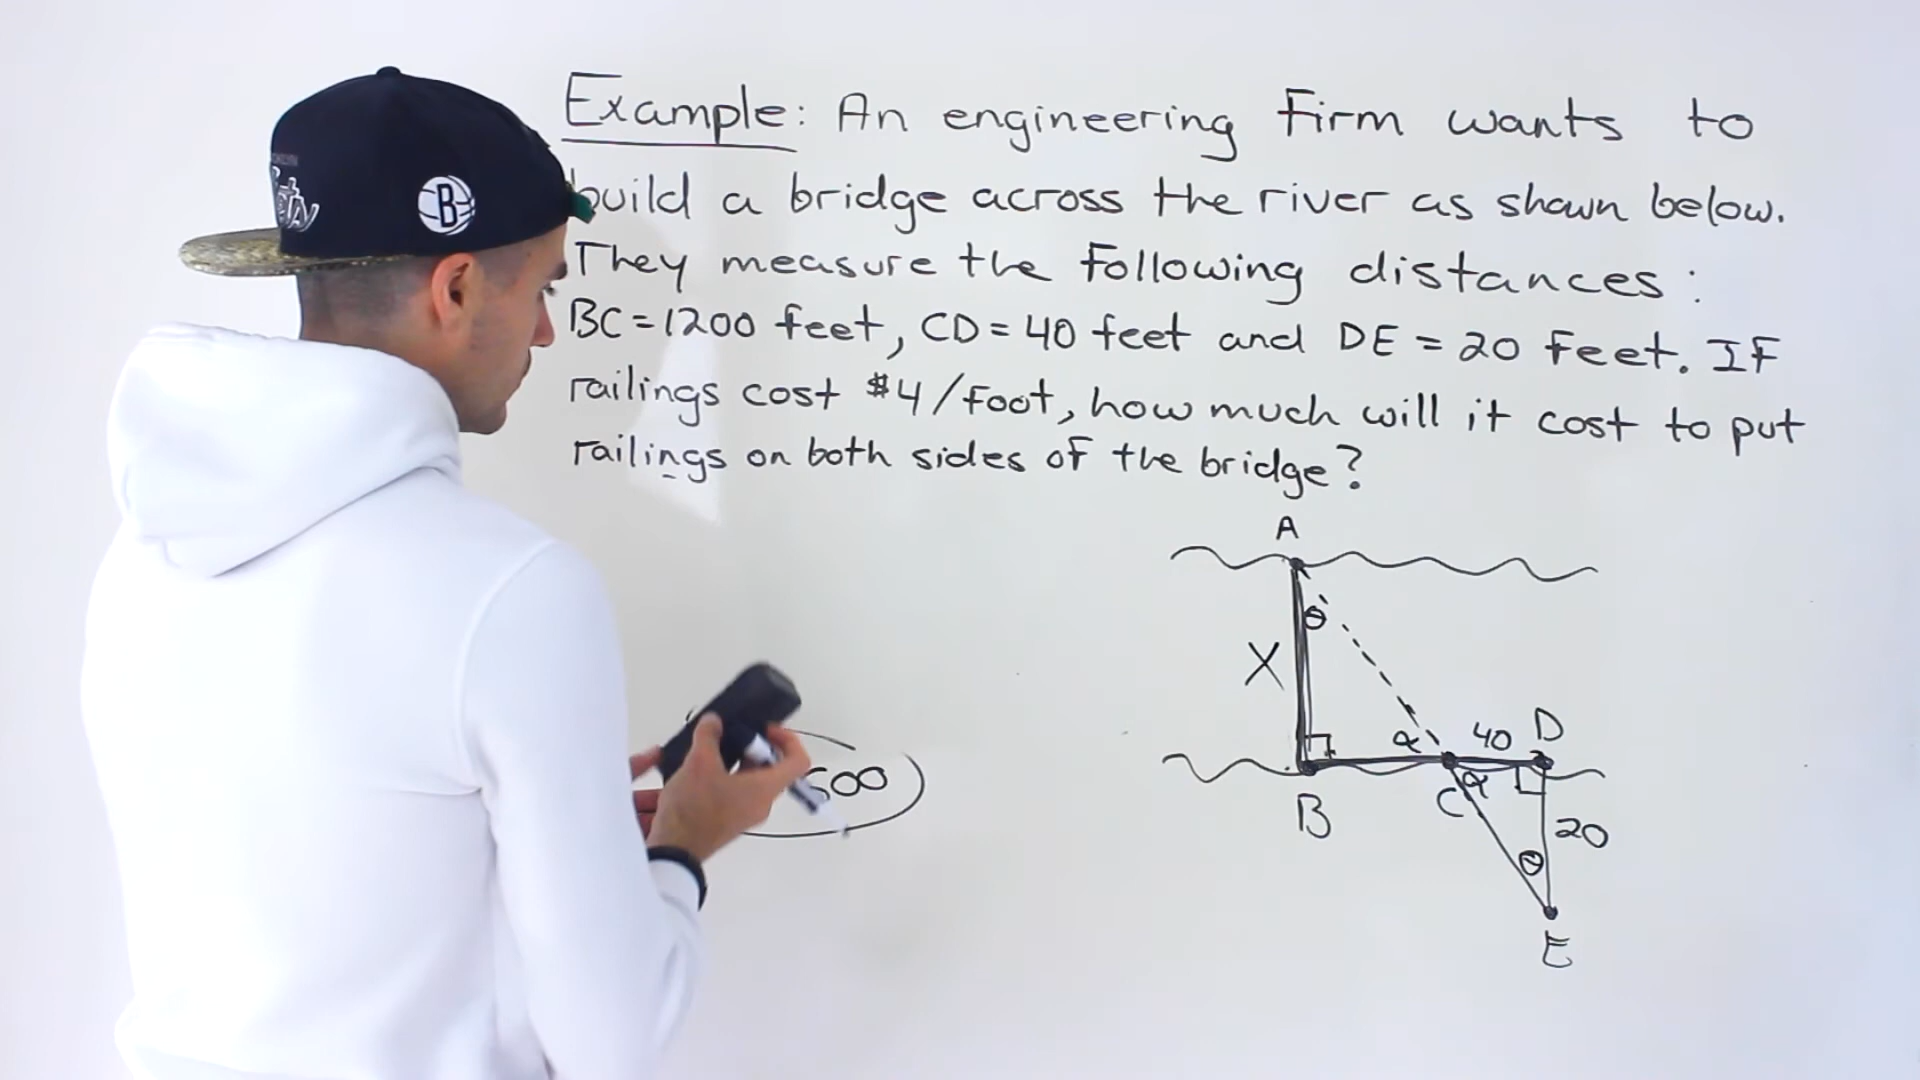 Example: An engineering firm wants to
build a bridge across the river as shown below.
They measure the following distances:
BC = 1200 feet, CD = 40 feet and DE = 20 feet. If
railings cost $4/foot, how much will it cost to put
railings on both sides of the bridge?
A
θ
X
α 40 D
B C α
20
θ
E
B